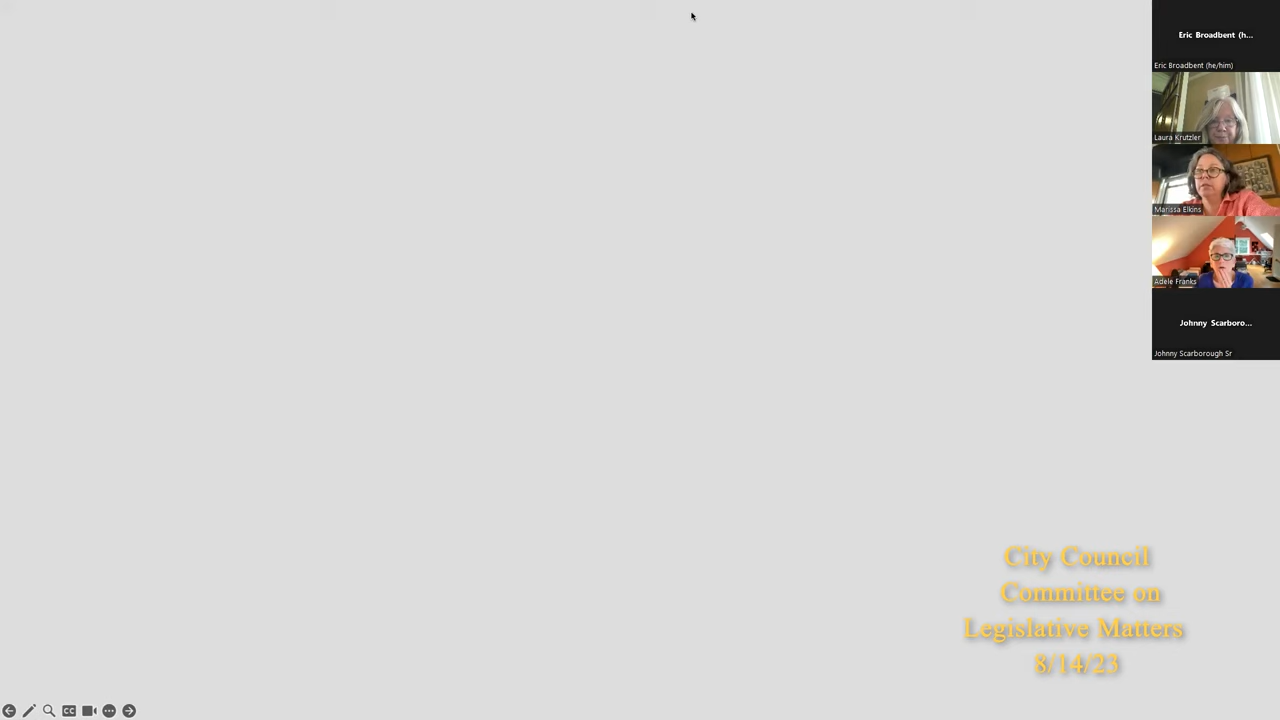 Eric Broadbent (h...
Eric Broadbent (he/him)
Laura Krutzler
Marissa Elkins
Adele Franks
Johnny Scarboro...
Johnny Scarborough Sr
City Council
Committee on
Legislative Matters
8/14/23
CC